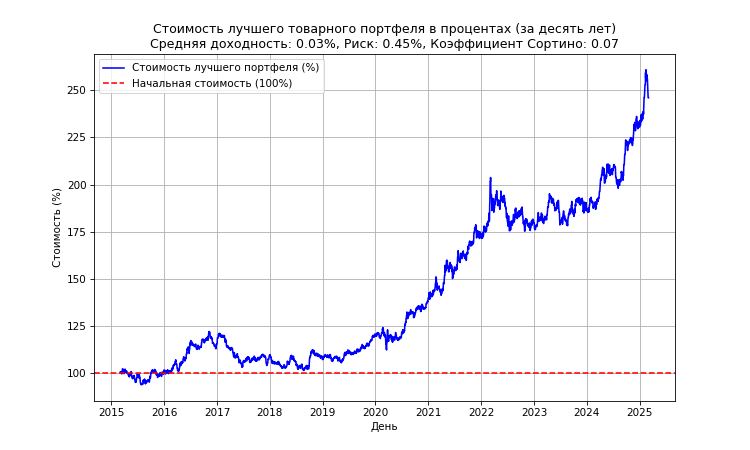 Стоимость лучшего товарного портфеля в процентах (за десять лет)
Средняя доходность: 0.03%, Риск: 0.45%, Коэффициент Сортино: 0.07
Стоимость лучшего портфеля (%)
Начальная стоимость (100%)
Стоимость (%)
250
225
200
175
150
125
100
2015 2016 2017 2018 2019 2020 2021 2022 2023 2024 2025
День